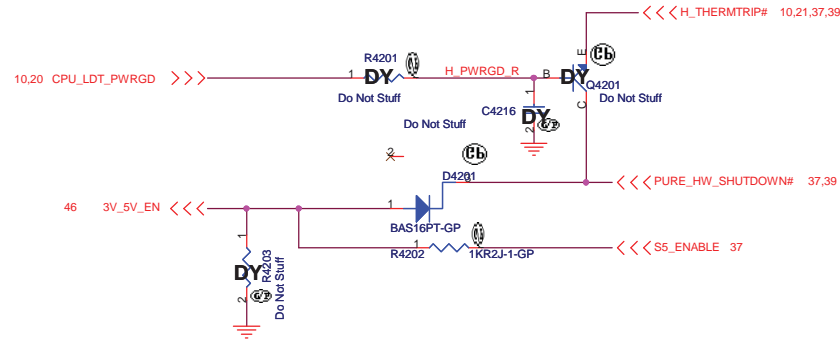 H_THERMTRIP# 10,21,37,39
E
R4201
10,20 CPU_LDT_PWRGD
1
DY
2
H_PWRGD_R
B
DY
Q4201
Do Not Stuff
Do Not Stuff
1
C4216
DY
G/P
C
Do Not Stuff
2
2
D4201
3
PURE_HW_SHUTDOWN# 37,39
46 3V_5V_EN
1
BAS16PT-GP
1
R4202
1KR2J-1-GP
S5_ENABLE 37
1
R4203
DY
Do Not Stuff
2
G/P